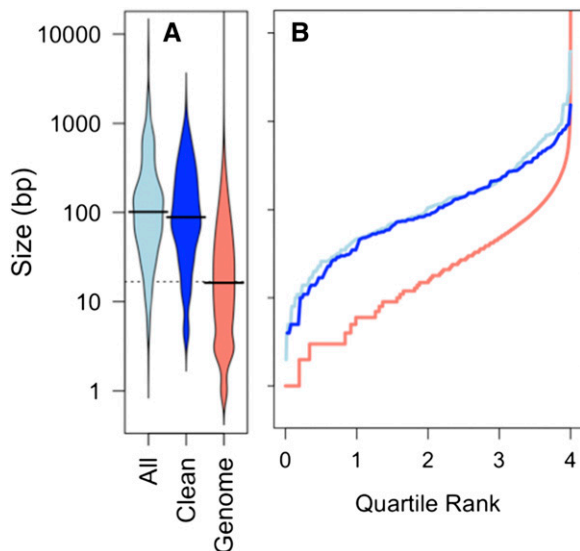 A
B
Size (bp)
10000
1000
100
10
1
All
Clean
Genome
0 1 2 3 4
Quartile Rank